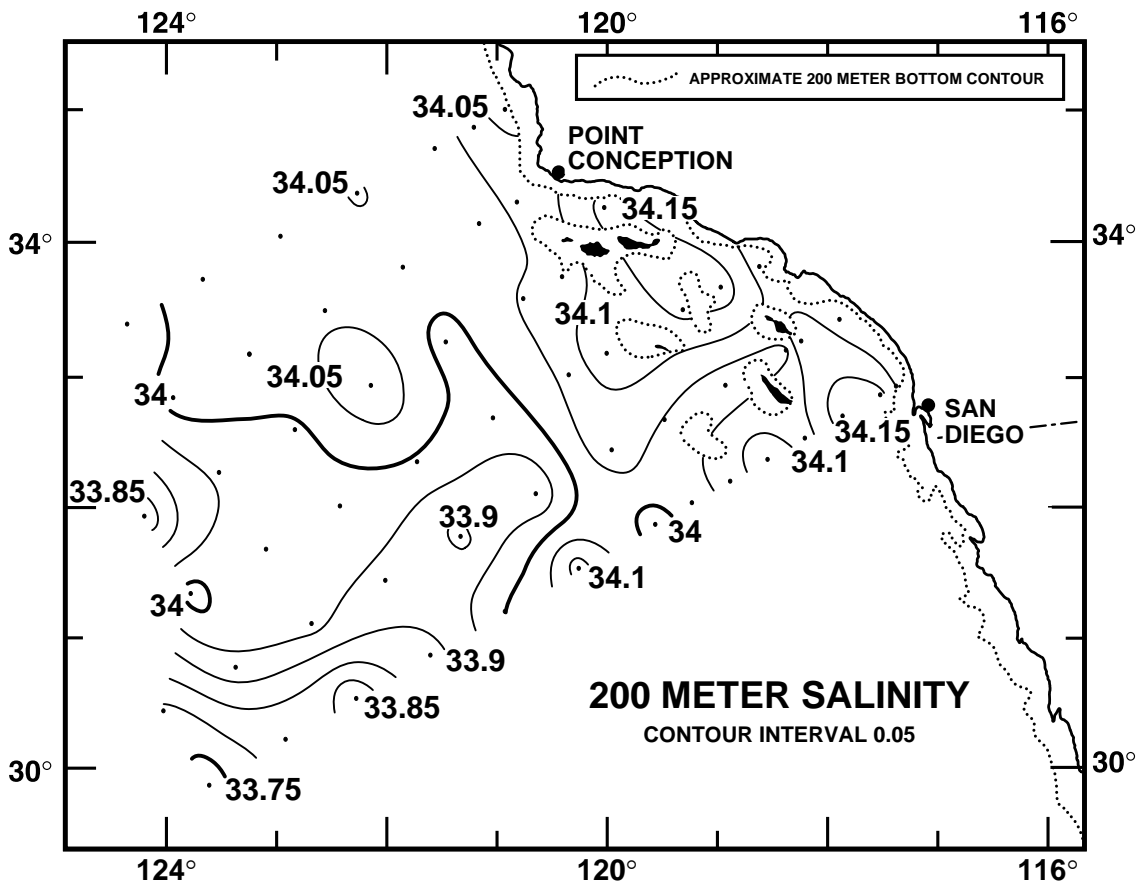 124° 120° 116°
APPROXIMATE 200 METER BOTTOM CONTOUR
34.05
POINT
CONCEPTION
34.05
34.15
34° 34°
34.1
34.05
34
SAN
DIEGO
34.15
34.1
33.85
33.9
34
34.1
34
33.9
200 METER SALINITY
33.85
CONTOUR INTERVAL 0.05
30° 30°
33.75
124° 120° 116°